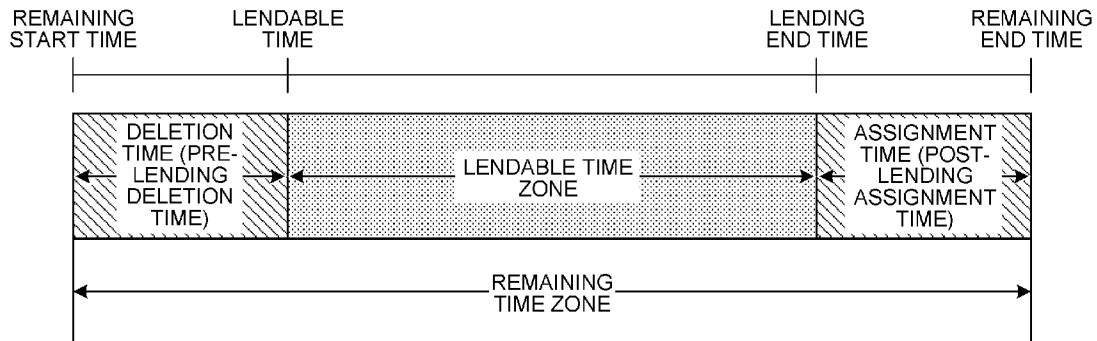 REMAINING
START TIME
LENDABLE
TIME
LENDING
END TIME
REMAINING
END TIME
DELETION
TIME (PRE-
LENDING
DELETION
TIME)
LENDABLE TIME
ZONE
ASSIGNMENT
TIME (POST-
LENDING
ASSIGNMENT
TIME)
REMAINING
TIME ZONE